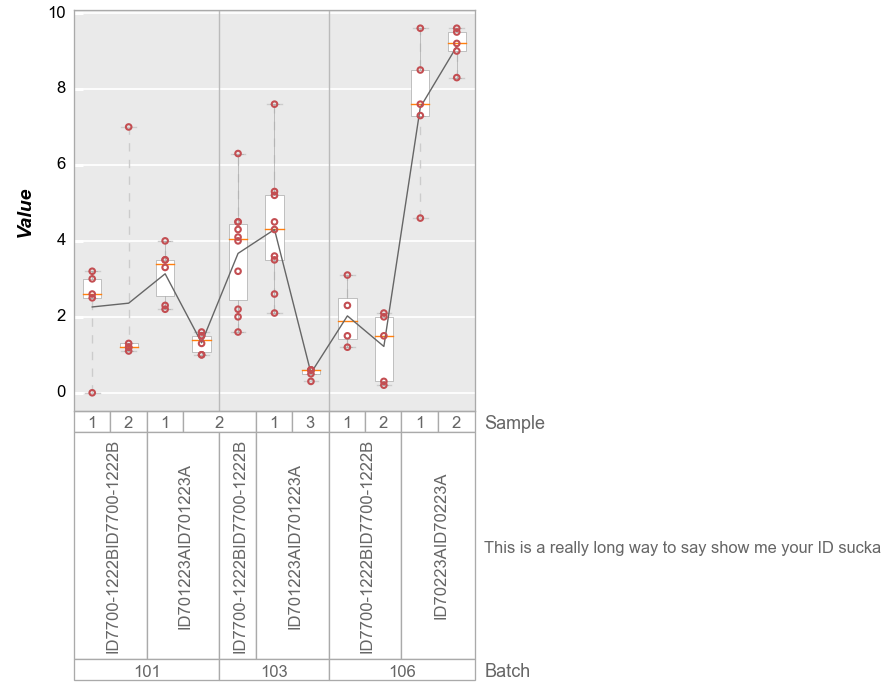 10
8
6
4
2
0
Value
1 2 1 2 1 3 1 2 1 2 Sample
ID7700-1222BID7700-1222B ID701223AID701223A ID7700-1222BID7700-1222B ID701223AID701223A ID7700-1222BID7700-1222B ID70223AID70223A This is a really long way to say show me your ID sucka
101 103 106 Batch